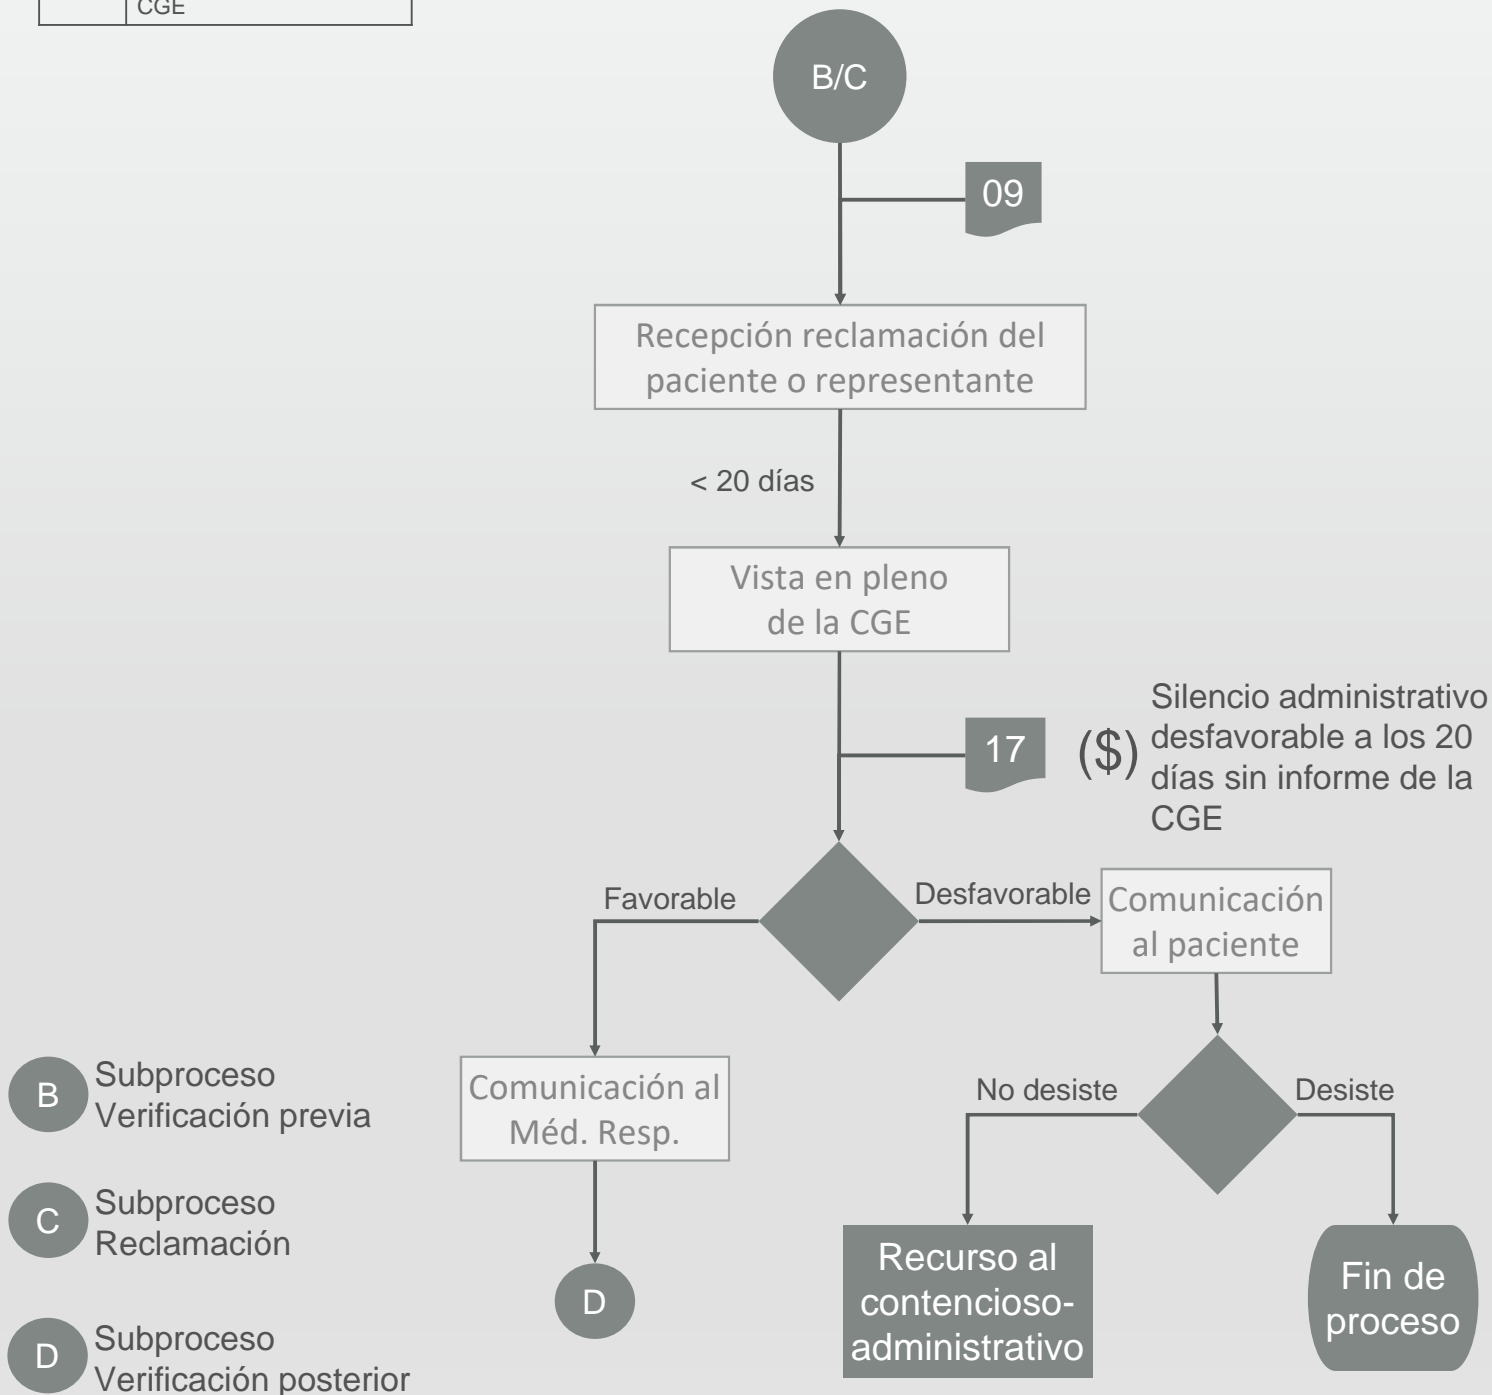 CGE
B/C
09
Recepción reclamación del
paciente o representante
< 20 días
Vista en pleno
de la CGE
17
($)
Silencio administrativo
desfavorable a los 20
días sin informe de la
CGE
Favorable
Desfavorable
Comunicación
al paciente
Comunicación al
Méd. Resp.
No desiste
Desiste
D
Recurso al
contencioso-
administrativo
Fin de
proceso
B
Subproceso
Verificación previa
C
Subproceso
Reclamación
D
Subproceso
Verificación posterior